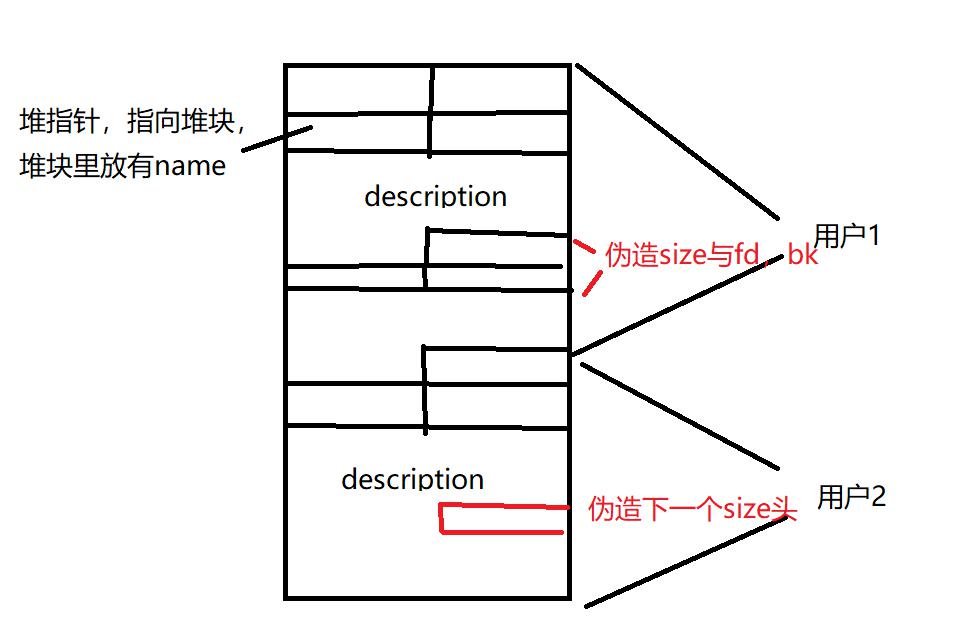 堆指针，指向堆块，
堆块里放有name
description
用户1
伪造size与fd，bk
description
用户2
伪造下一个size头